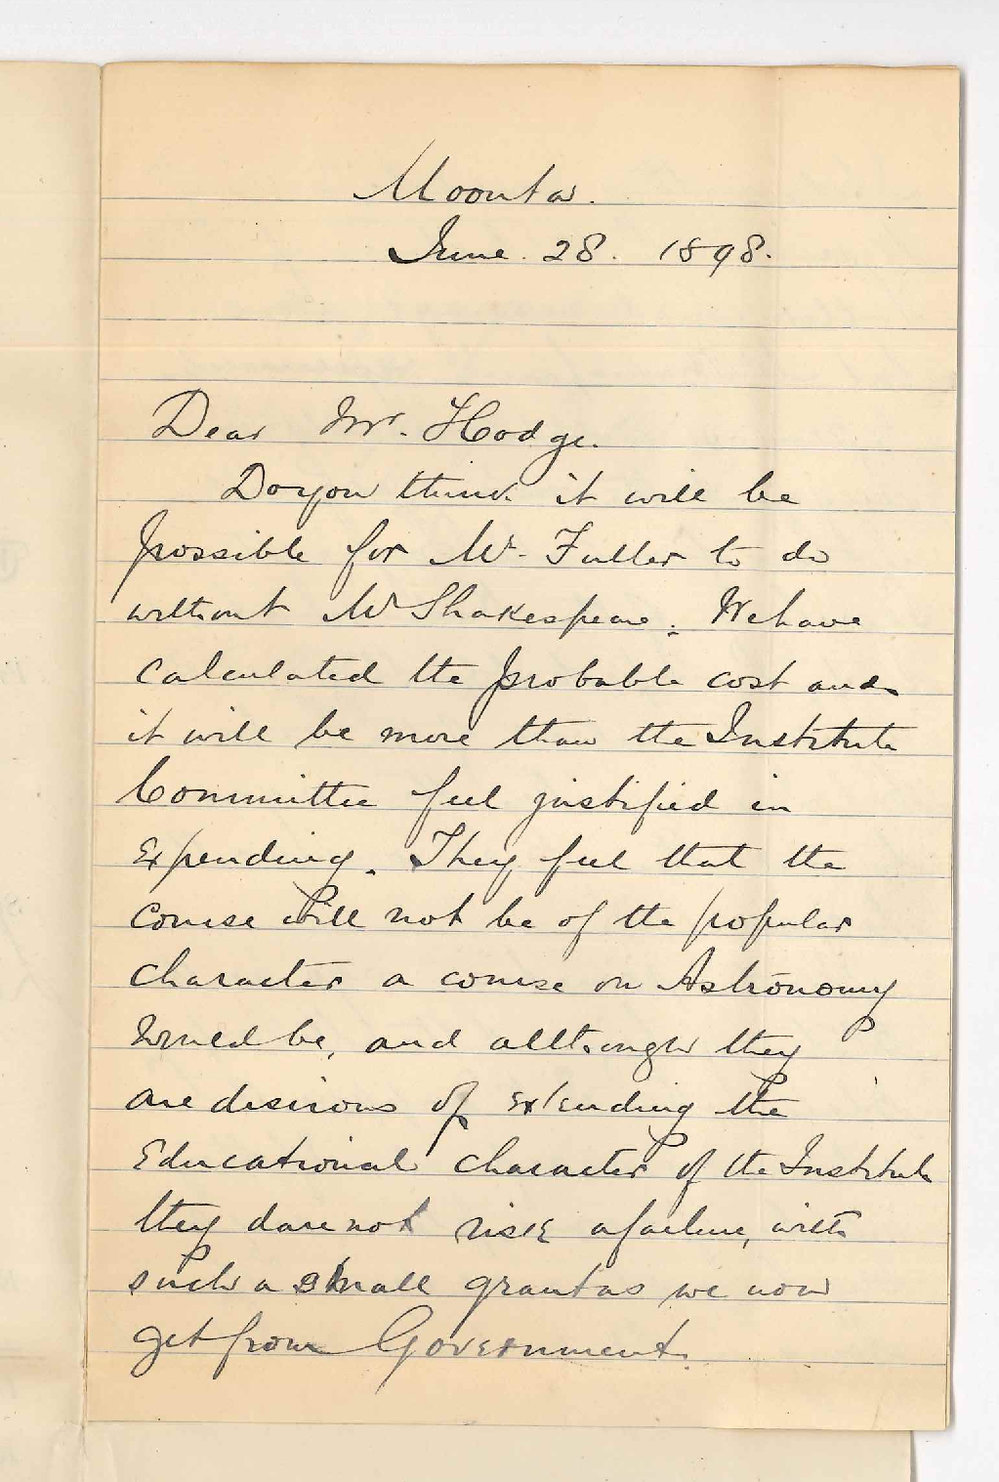 Moonta.
June. 28. 1898.
Dear Mr. Hodge.
Do you think it will be
possible for Mr. Fuller to do
without Mr Shakespeare. We have
calculated the probable cost and
it will be more than the Institute
Committee feel justified in
Expending. They feel that the
course will not be of the popular
character a course on Astronomy
would be, and allthough they
are desirous of extending the
Educational character of the Institute
they dare not risk a failure, with
such a small grant as we now
get from Government.